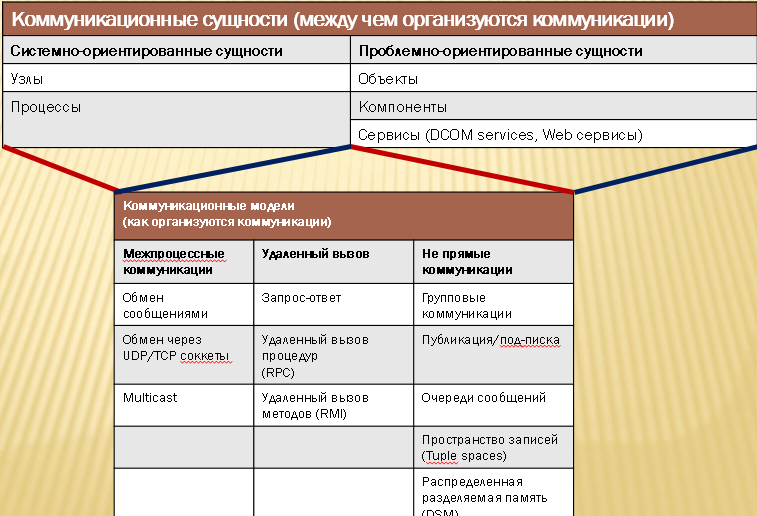 Коммуникационные сущности (между чем организуются коммуникации)
Системно-ориентированные сущности
Проблемно-ориентированные сущности
Узлы
Объекты
Процессы
Компоненты
Сервисы (DCOM services, Web сервисы)
Коммуникационные модели
(как организуются коммуникации)
Межпроцессные
коммуникации
Удаленный вызов
Не прямые
коммуникации
Обмен
сообщениями
Запрос-ответ
Групповые
коммуникации
Обмен через
UDP/TCP соккеты
Удаленный вызов
процедур
(RPC)
Публикация/под-писка
Multicast
Удаленный вызов
методов (RMI)
Очереди сообщений
Пространство записей
(Tuple spaces)
Распределенная
разделяемая память
(DSM)